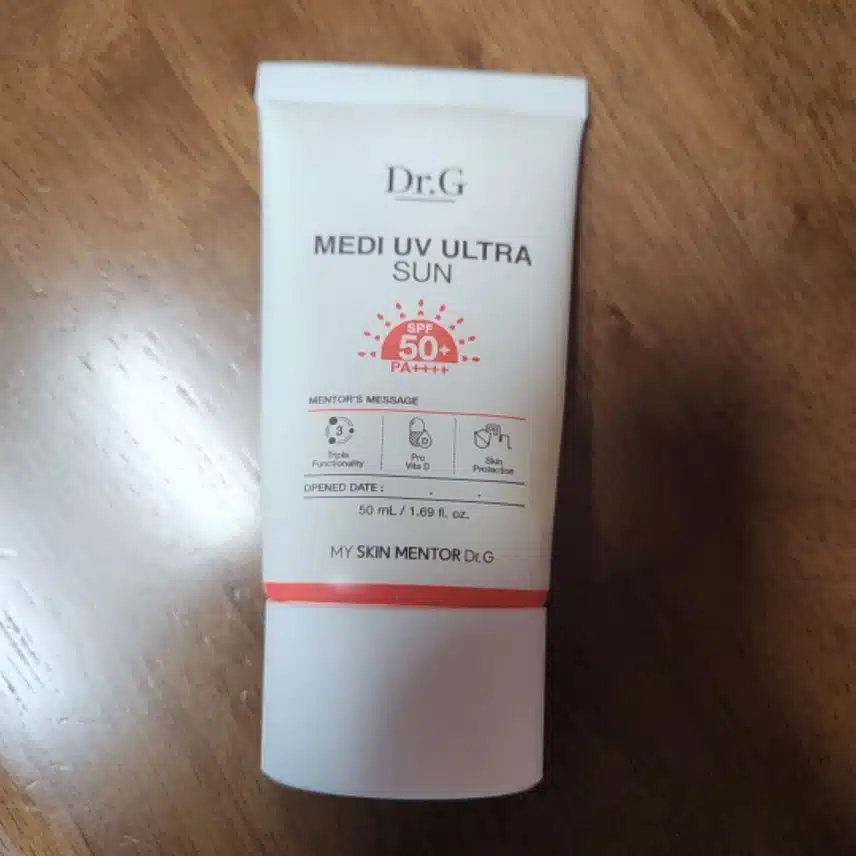 Dr.G
MEDI UV ULTRA
SUN
SPF
50+
PA++++
MENTOR'S MESSAGE
3
Triple
Functionality
Pro
Vita D
D
Skin
Protection
OPENED DATE : . .
50 mL / 1.69 fl. oz.
MY SKIN MENTOR Dr.G